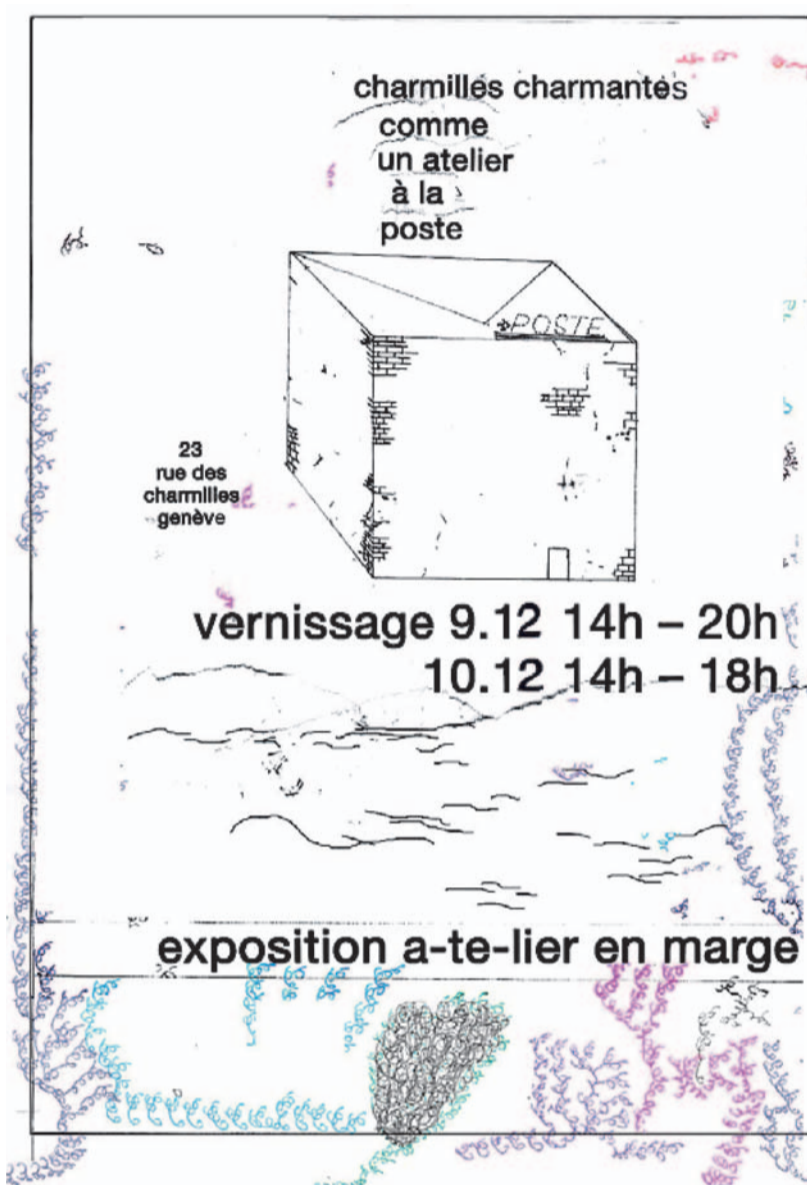 charmilles charmantes
comme
un atelier
à la
poste
POSTE
23
rue des
charmilles
genève
vernissage 9.12 14h – 20h
10.12 14h – 18h
exposition a-te-lier en marge